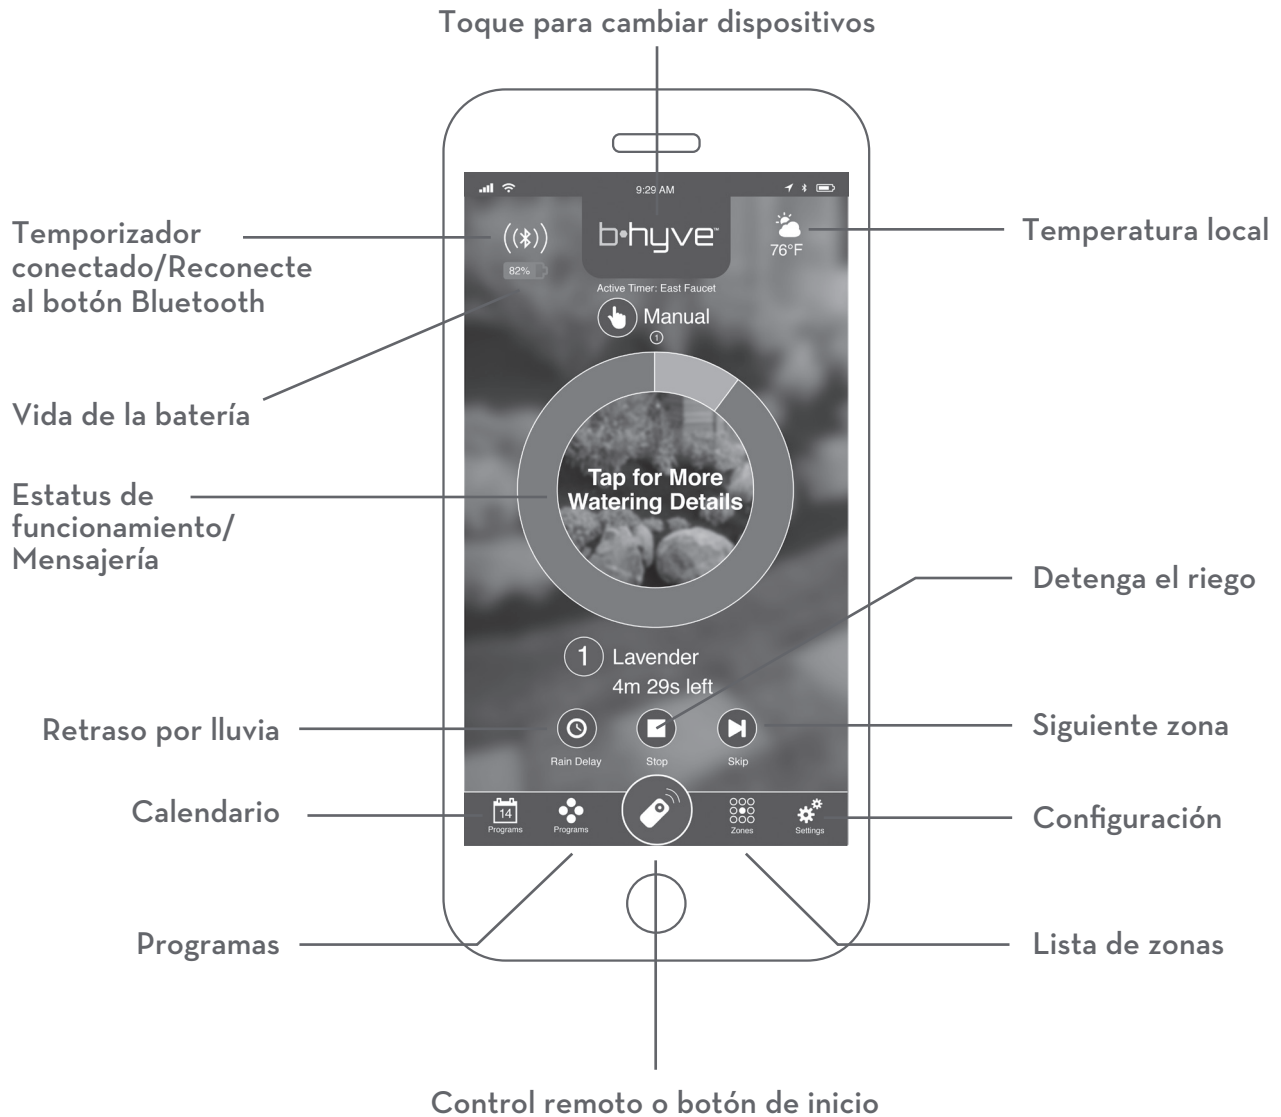 Toque para cambiar dispositivos
9:29 AM
b•hyve™
82%
76°F
Temporizador
conectado/Reconecte
al botón Bluetooth
Temperatura local
Active Timer: East Faucet
Manual
1
Vida de la batería
Tap for More
Watering Details
Estatus de
funcionamiento/
Mensajería
Detenga el riego
1 Lavender
4m 29s left
Retraso por lluvia
Siguiente zona
Rain Delay Stop Skip
Calendario
14
Programs Programs Zones Settings
Configuración
Programas
Lista de zonas
Control remoto o botón de inicio